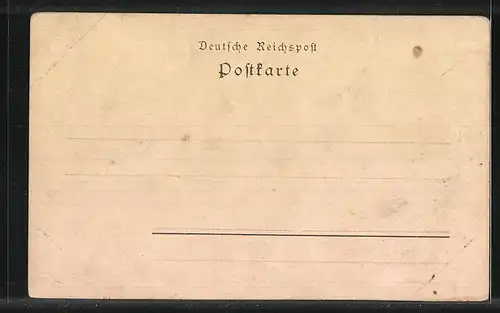 Deutſche Reichspoſt
Poſtkarte